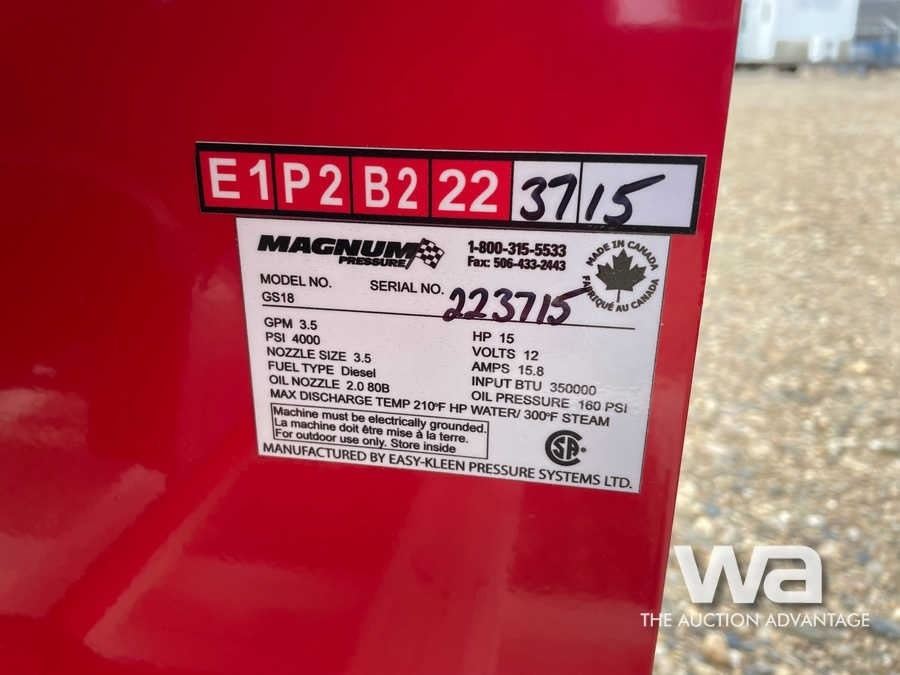 E1 P2 B2 22 37 15
MAGNUM
PRESSURE
1-800-315-5533
Fax: 506-433-2443
MADE IN CANADA
FABRIQUÉ AU CANADA
MODEL NO.
GS18
SERIAL NO.
223715
GPM 3.5
PSI 4000
NOZZLE SIZE 3.5
FUEL TYPE Diesel
OIL NOZZLE 2.0 80B
HP 15
VOLTS 12
AMPS 15.8
INPUT BTU 350000
OIL PRESSURE 160 PSI
MAX DISCHARGE TEMP 210°F HP WATER/ 300°F STEAM
Machine must be electrically grounded.
La machine doit être mise à la terre.
For outdoor use only. Store inside
MANUFACTURED BY EASY-KLEEN PRESSURE SYSTEMS LTD.
wa
THE AUCTION ADVANTAGE